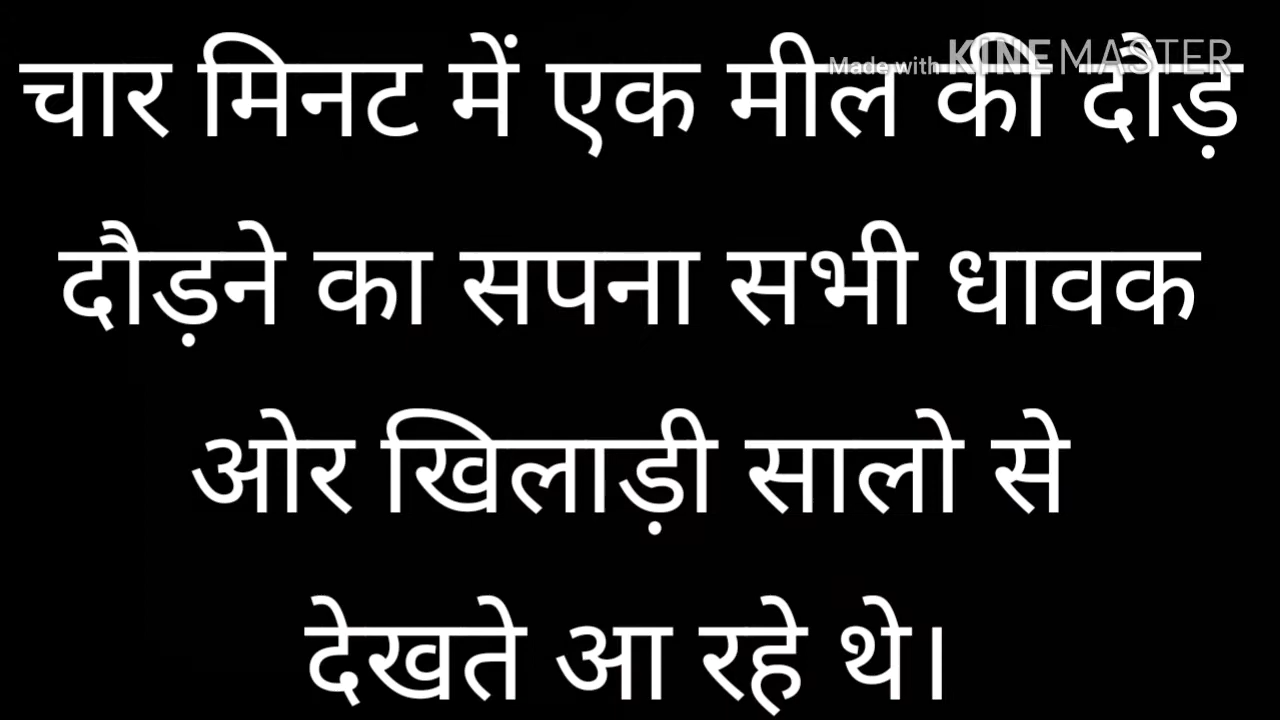 चार मिनट में एक मील की दौड़
Made with KINEMASTER
दौड़ने का सपना सभी धावक
ओर खिलाड़ी सालो से
देखते आ रहे थे।